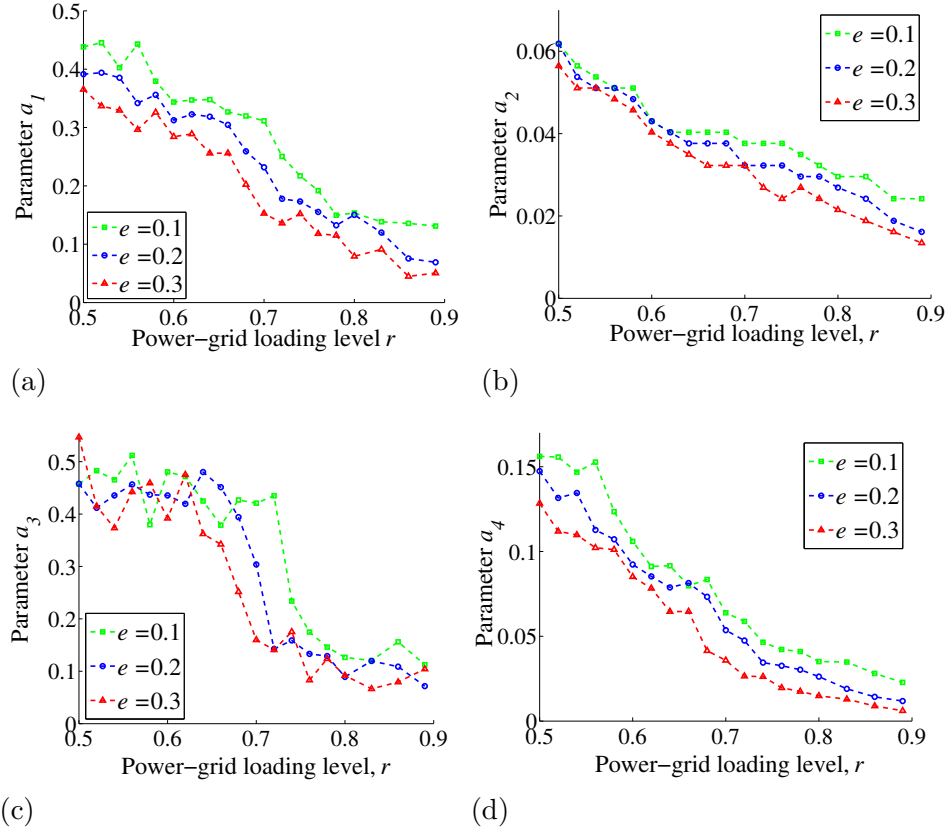 0.5
0.4
0.3
0.2
0.1
0
Parameter a1
e =0.1
e =0.2
e =0.3
0.5 0.6 0.7 0.8 0.9
Power-grid loading level r
(a)
0.06
0.04
0.02
0
Parameter a2
e =0.1
e =0.2
e =0.3
0.5 0.6 0.7 0.8 0.9
Power-grid loading level, r
(b)
0.5
0.4
0.3
0.2
0.1
0
Parameter a3
e =0.1
e =0.2
e =0.3
0.5 0.6 0.7 0.8 0.9
Power-grid loading level, r
(c)
0.15
0.1
0.05
0
Parameter a4
e =0.1
e =0.2
e =0.3
0.5 0.6 0.7 0.8 0.9
Power-grid loading level, r
(d)